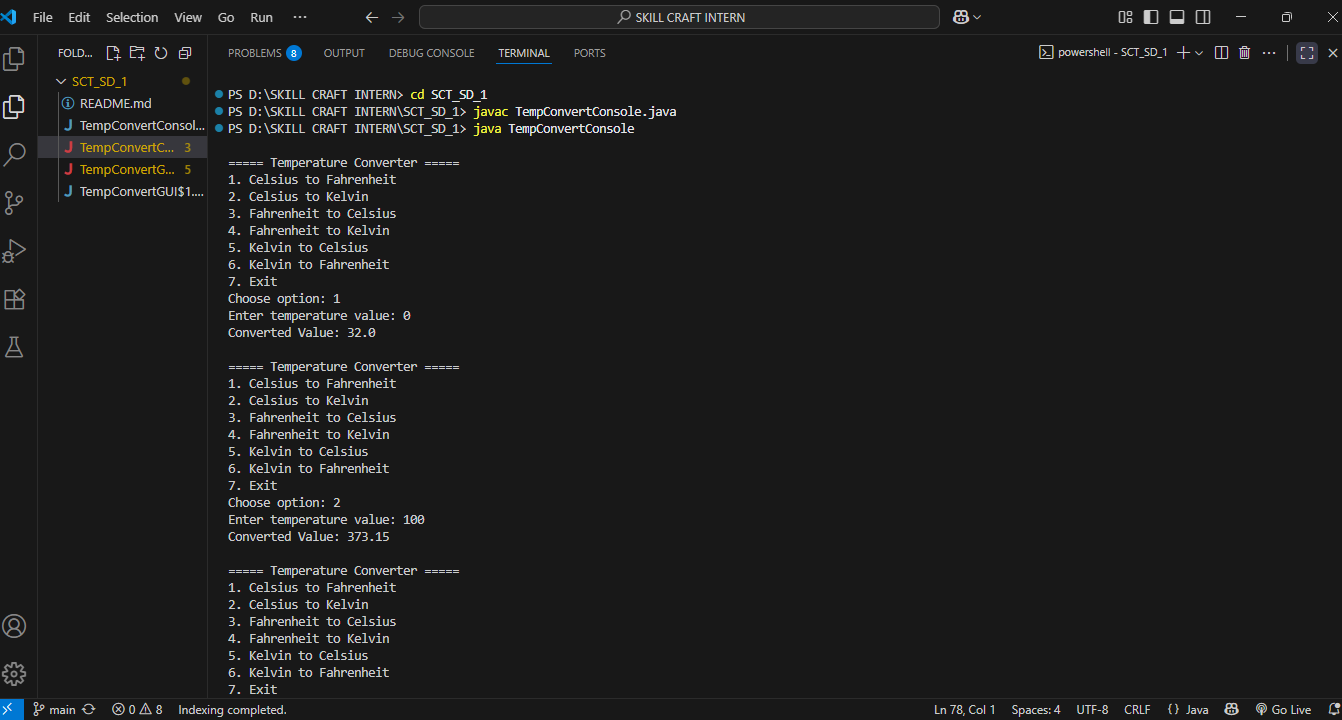 File Edit Selection View Go Run ··· SKILL CRAFT INTERN
FOLD...
SCT_SD_1
README.md
TempConvertConsol...
TempConvertC... 3
TempConvertG... 5
TempConvertGUI$1....
PROBLEMS 8 OUTPUT DEBUG CONSOLE TERMINAL PORTS
powershell - SCT_SD_1
PS D:\SKILL CRAFT INTERN> cd SCT_SD_1
PS D:\SKILL CRAFT INTERN\SCT_SD_1> javac TempConvertConsole.java
PS D:\SKILL CRAFT INTERN\SCT_SD_1> java TempConvertConsole
===== Temperature Converter =====
1. Celsius to Fahrenheit
2. Celsius to Kelvin
3. Fahrenheit to Celsius
4. Fahrenheit to Kelvin
5. Kelvin to Celsius
6. Kelvin to Fahrenheit
7. Exit
Choose option: 1
Enter temperature value: 0
Converted Value: 32.0
===== Temperature Converter =====
1. Celsius to Fahrenheit
2. Celsius to Kelvin
3. Fahrenheit to Celsius
4. Fahrenheit to Kelvin
5. Kelvin to Celsius
6. Kelvin to Fahrenheit
7. Exit
Choose option: 2
Enter temperature value: 100
Converted Value: 373.15
===== Temperature Converter =====
1. Celsius to Fahrenheit
2. Celsius to Kelvin
3. Fahrenheit to Celsius
4. Fahrenheit to Kelvin
5. Kelvin to Celsius
6. Kelvin to Fahrenheit
7. Exit
main 0 8 Indexing completed. Ln 78, Col 1 Spaces: 4 UTF-8 CRLF {} Java Go Live